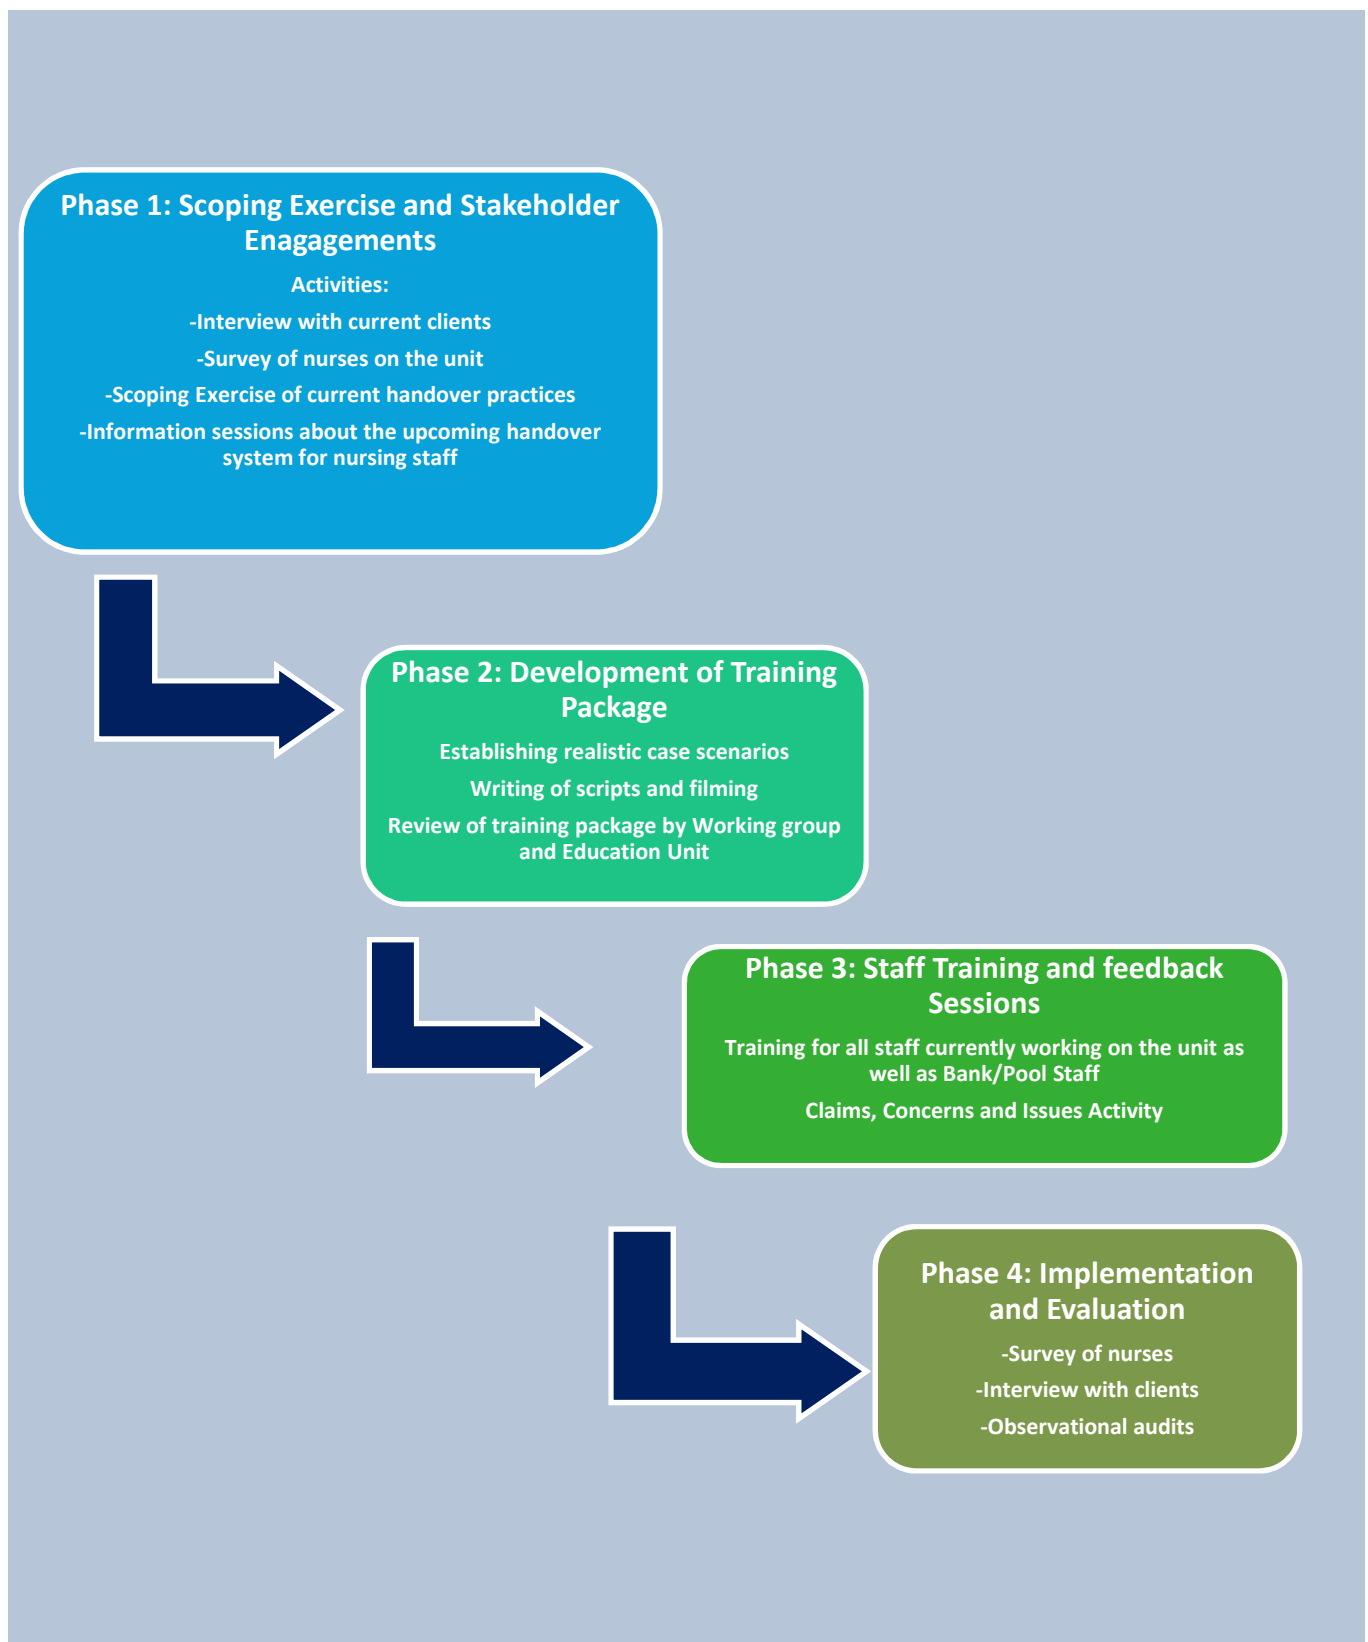 Phase 1: Scoping Exercise and Stakeholder
Enagagements
Activities:
-Interview with current clients
-Survey of nurses on the unit
-Scoping Exercise of current handover practices
-Information sessions about the upcoming handover
system for nursing staff
Phase 2: Development of Training
Package
Establishing realistic case scenarios
Writing of scripts and filming
Review of training package by Working group
and Education Unit
Phase 3: Staff Training and feedback
Sessions
Training for all staff currently working on the unit as
well as Bank/Pool Staff
Claims, Concerns and Issues Activity
Phase 4: Implementation
and Evaluation
-Survey of nurses
-Interview with clients
-Observational audits